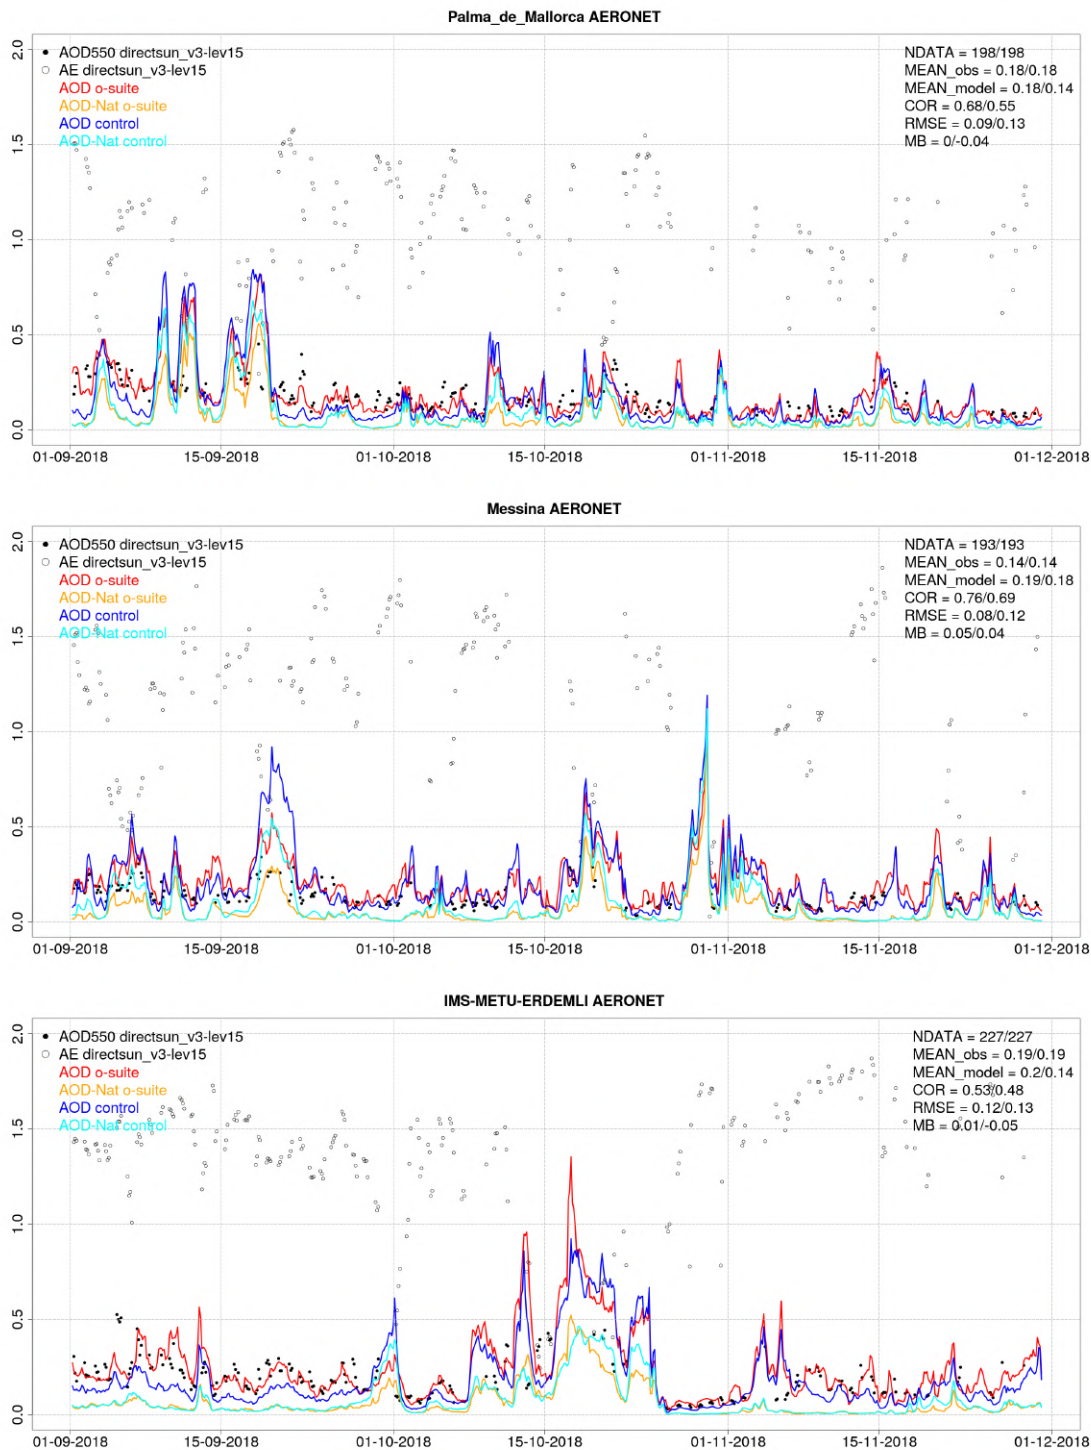 Palma_de_Mallorca AERONET
AOD550 directsun_v3-lev15
AE directsun_v3-lev15
AOD o-suite
AOD-Nat o-suite
AOD control
AOD-Nat control
NDATA = 198/198
MEAN_obs = 0.18/0.18
MEAN_model = 0.18/0.14
COR = 0.68/0.55
RMSE = 0.09/0.13
MB = 0/-0.04
2.0
1.5
1.0
0.5
0.0
01-09-2018 15-09-2018 01-10-2018 15-10-2018 01-11-2018 15-11-2018 01-12-2018
Messina AERONET
AOD550 directsun_v3-lev15
AE directsun_v3-lev15
AOD o-suite
AOD-Nat o-suite
AOD control
AOD-Nat control
NDATA = 193/193
MEAN_obs = 0.14/0.14
MEAN_model = 0.19/0.18
COR = 0.76/0.69
RMSE = 0.08/0.12
MB = 0.05/0.04
2.0
1.5
1.0
0.5
0.0
01-09-2018 15-09-2018 01-10-2018 15-10-2018 01-11-2018 15-11-2018 01-12-2018
IMS-METU-ERDEMLI AERONET
AOD550 directsun_v3-lev15
AE directsun_v3-lev15
AOD o-suite
AOD-Nat o-suite
AOD control
AOD-Nat control
NDATA = 227/227
MEAN_obs = 0.19/0.19
MEAN_model = 0.2/0.14
COR = 0.53/0.48
RMSE = 0.12/0.13
MB = 0.01/-0.05
2.0
1.5
1.0
0.5
0.0
01-09-2018 15-09-2018 01-10-2018 15-10-2018 01-11-2018 15-11-2018 01-12-2018